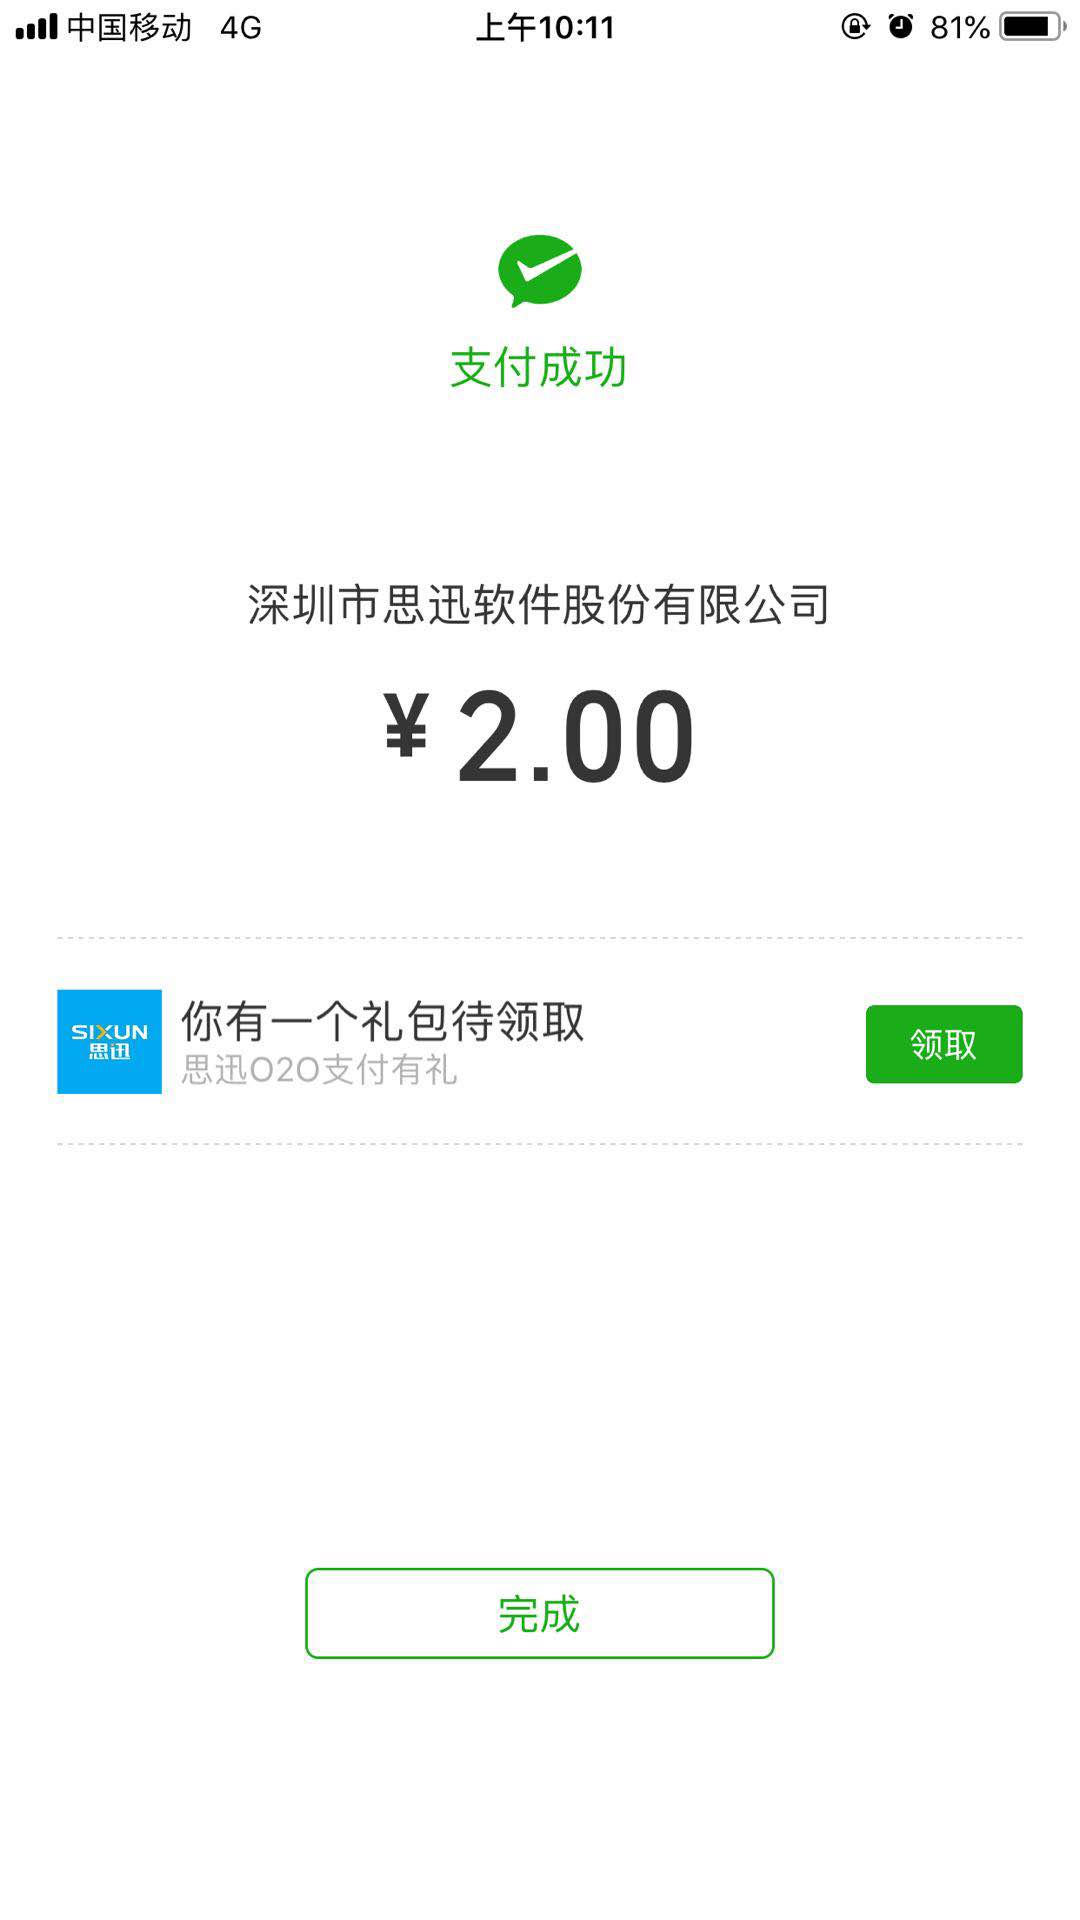 中国移动 4G 上午10:11 81%
支付成功
深圳市思迅软件股份有限公司
¥2.00
SIXUN
思迅
你有一个礼包待领取
思迅O2O支付有礼
领取
完成